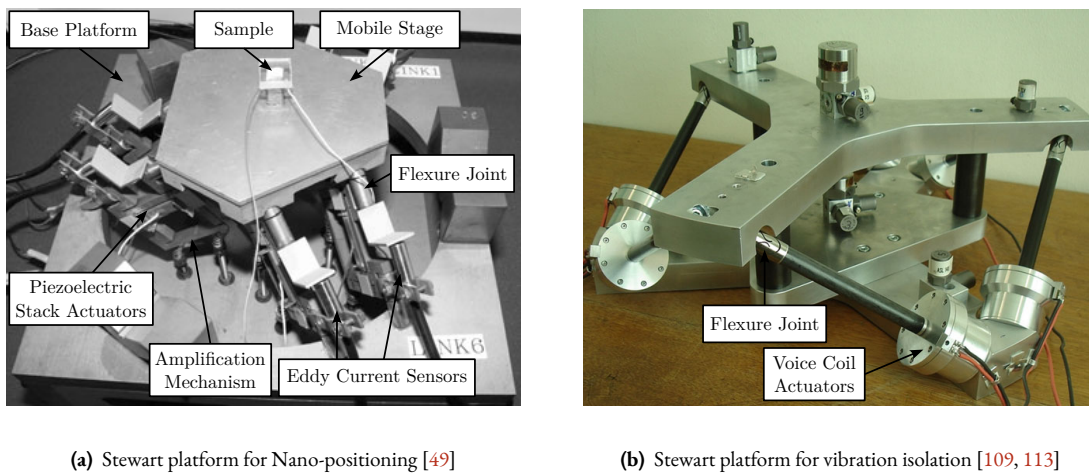 Base Platform
Sample
Mobile Stage
LINK1
Flexure Joint
Piezoelectric
Stack Actuators
Amplification
Mechanism
Eddy Current Sensors
LINK6
Flexure Joint
Voice Coil
Actuators
(a) Stewart platform for Nano-positioning [49]
(b) Stewart platform for vibration isolation [109, 113]